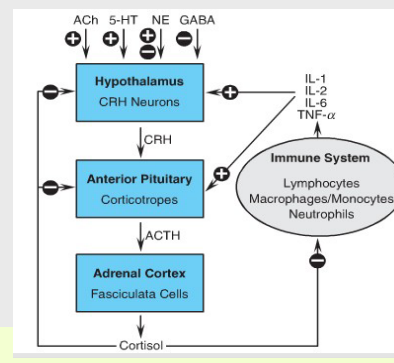 ACh 5-HT NE GABA
+ + + − −
Hypothalamus
CRH Neurons
− +
IL-1
IL-2
IL-6
TNF-α
CRH
Immune System
Lymphocytes
Macrophages/Monocytes
Neutrophils
Anterior Pituitary
Corticotropes
− +
ACTH
Adrenal Cortex
Fasciculata Cells
−
Cortisol